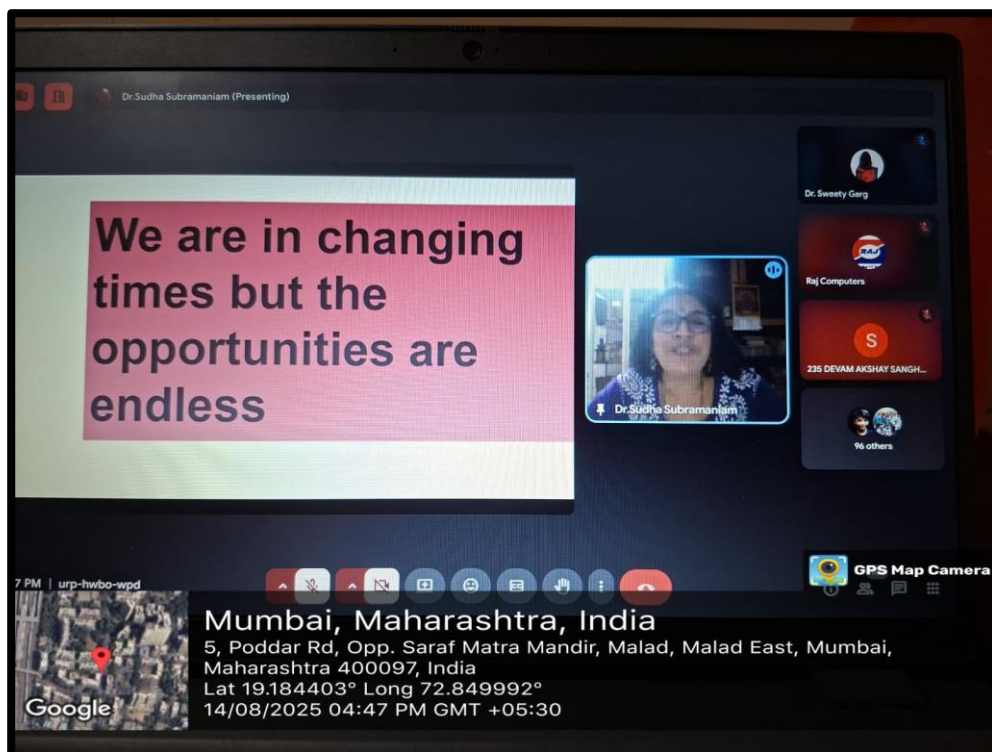 Dr.Sudha Subramaniam (Presenting)
We are in changing
times but the
opportunities are
endless
Dr.Sudha Subramaniam
Dr. Sweety Garg
RAJ
Raj Computers
S
235 DEVAM AKSHAY SANGH...
96 others
7 PM | urp-hwbo-wpd
GPS Map Camera
Mumbai, Maharashtra, India
5, Poddar Rd, Opp. Saraf Matra Mandir, Malad, Malad East, Mumbai,
Maharashtra 400097, India
Lat 19.184403° Long 72.849992°
14/08/2025 04:47 PM GMT +05:30
Google